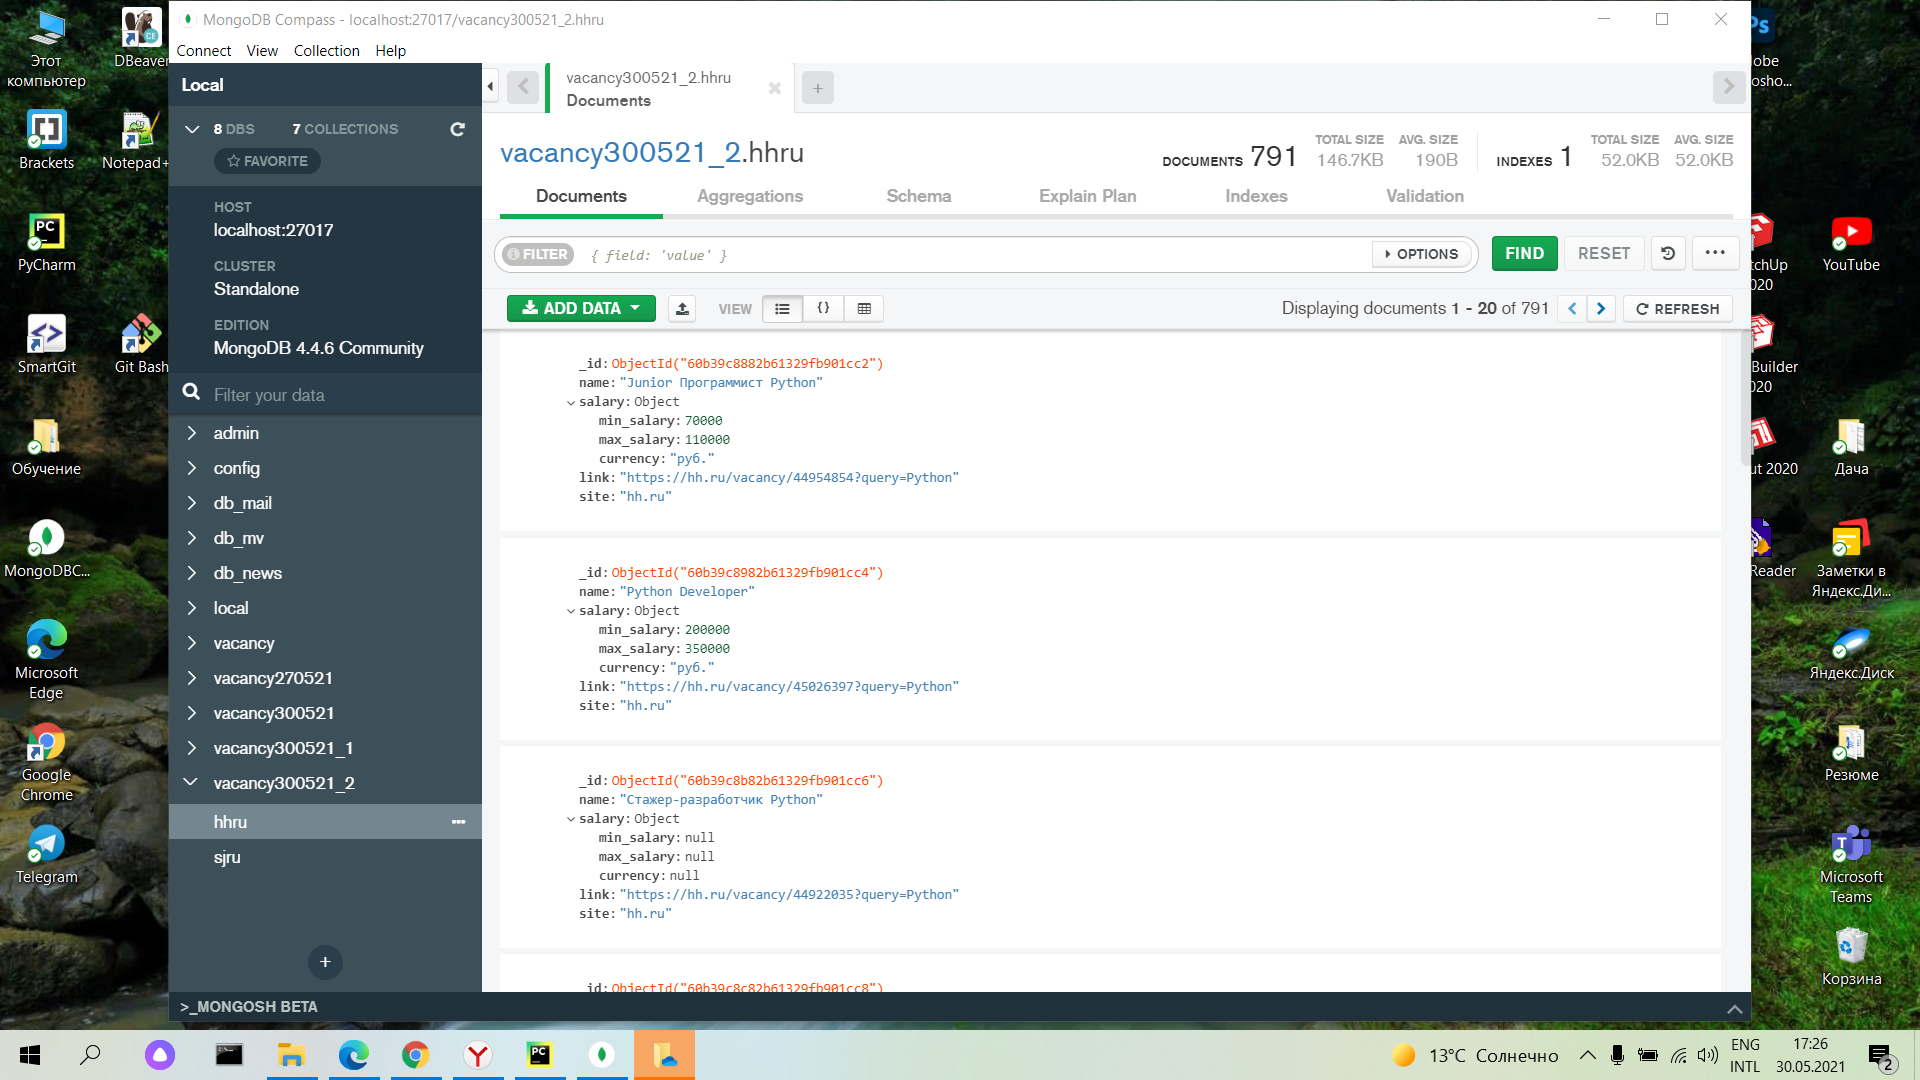 MongoDB Compass - localhost:27017/vacancy300521_2.hhru
Connect View Collection Help
Local
8 DBS 7 COLLECTIONS
FAVORITE
HOST
localhost:27017
CLUSTER
Standalone
EDITION
MongoDB 4.4.6 Community
Filter your data
admin
config
db_mail
db_mv
db_news
local
vacancy
vacancy270521
vacancy300521
vacancy300521_1
vacancy300521_2
hhru
sjru
>_MONGOSH BETA
vacancy300521_2.hhru
Documents
vacancy300521_2.hhru
DOCUMENTS 791
TOTAL SIZE AVG. SIZE
146.7KB 190B
INDEXES 1
TOTAL SIZE AVG. SIZE
52.0KB 52.0KB
Documents Aggregations Schema Explain Plan Indexes Validation
FILTER { field: 'value' } OPTIONS FIND RESET
ADD DATA VIEW {} Displaying documents 1 - 20 of 791 REFRESH
_id: ObjectId("60b39c8882b61329fb901cc2")
name: "Junior Программист Python"
salary: Object
min_salary: 70000
max_salary: 110000
currency: "руб."
link: "https://hh.ru/vacancy/44954854?query=Python"
site: "hh.ru"
_id: ObjectId("60b39c8982b61329fb901cc4")
name: "Python Developer"
salary: Object
min_salary: 200000
max_salary: 350000
currency: "руб."
link: "https://hh.ru/vacancy/45026397?query=Python"
site: "hh.ru"
_id: ObjectId("60b39c8b82b61329fb901cc6")
name: "Стажер-разработчик Python"
salary: Object
min_salary: null
max_salary: null
currency: null
link: "https://hh.ru/vacancy/44922035?query=Python"
site: "hh.ru"
_id: ObjectId("60b39c8c82b61329fb901cc8")
Этот
компьютер
DBeaver
Brackets
Notepad+
PyCharm
SmartGit
Git Bash
Обучение
MongoDBC...
Microsoft
Edge
Google
Chrome
Telegram
Ps
obe
osho...
tchUp
020
YouTube
Builder
020
ut 2020
Дача
Reader
Заметки в
Яндекс.Ди...
Яндекс.Диск
Резюме
Microsoft
Teams
Корзина
13°C Солнечно
ENG
INTL
17:26
30.05.2021
2